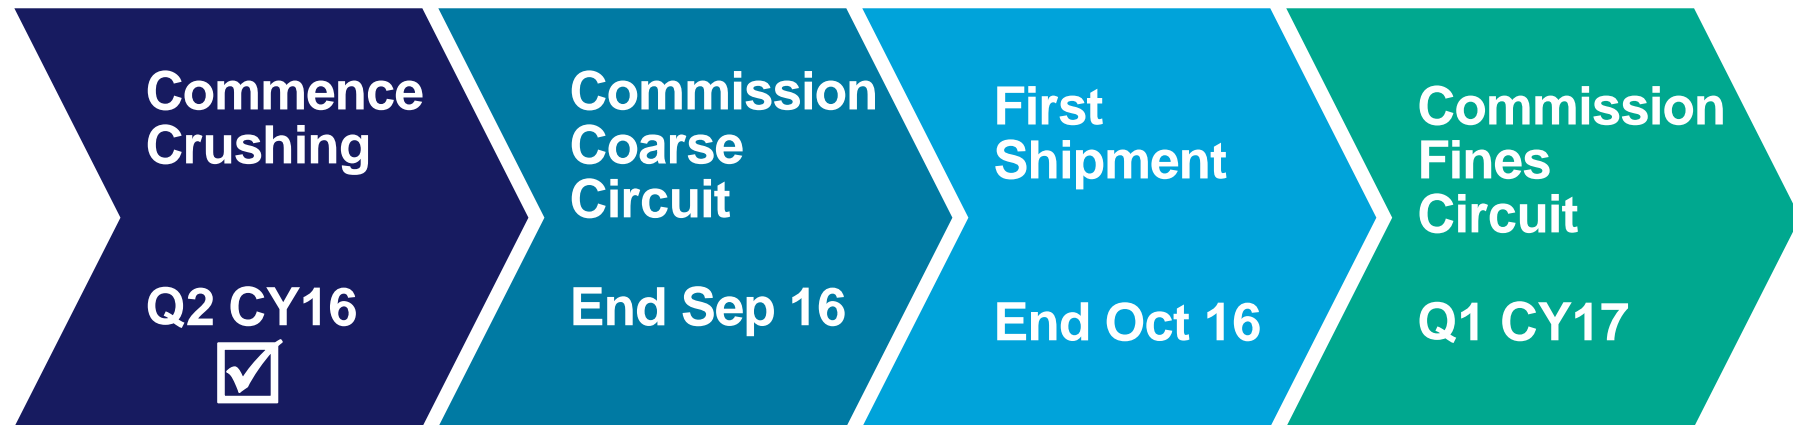 Commence
Crushing
Q2 CY16
Commission
Coarse
Circuit
End Sep 16
First
Shipment
End Oct 16
Commission
Fines
Circuit
Q1 CY17